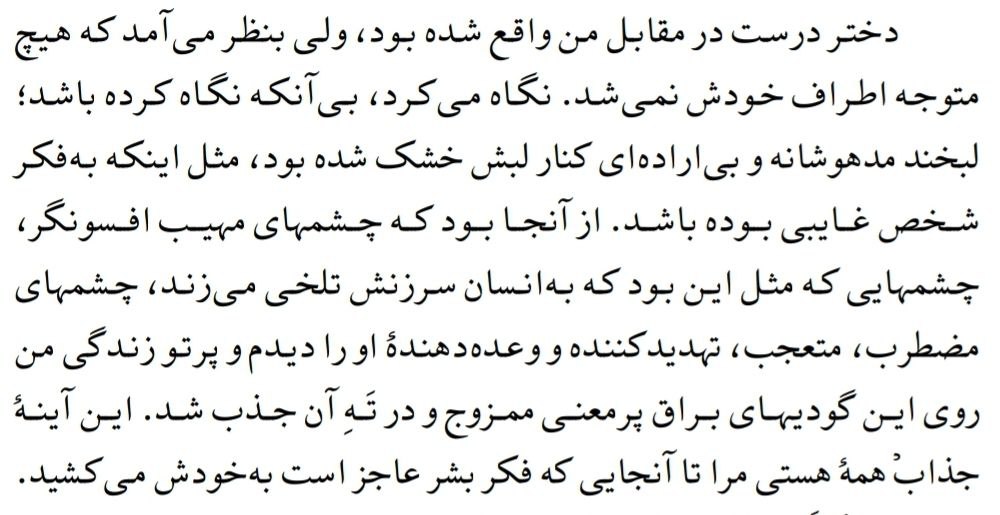 دختر درست در مقابل من واقع شده بود، ولی بنظر می‌آمد که هیچ
متوجه اطراف خودش نمی‌شد. نگاه می‌کرد، بی‌آنکه نگاه کرده باشد؛
لبخند مدهوشانه و بی‌اراده‌ای کنار لبش خشک شده بود، مثل اینکه به‌فکر
شخص غایبی بوده باشد. از آنجا بود که چشمهای مهیب افسونگر،
چشمهایی که مثل این بود که به‌انسان سرزنش تلخی می‌زند، چشمهای
مضطرب، متعجب، تهدیدکننده و وعده‌دهندهٔ او را دیدم و پرتو زندگی من
روی این گودیهای براق پرمعنی ممزوج و در تَهِ آن جذب شد. این آینهٔ
جذابْ همهٔ هستی مرا تا آنجایی که فکر بشر عاجز است به‌خودش می‌کشید.